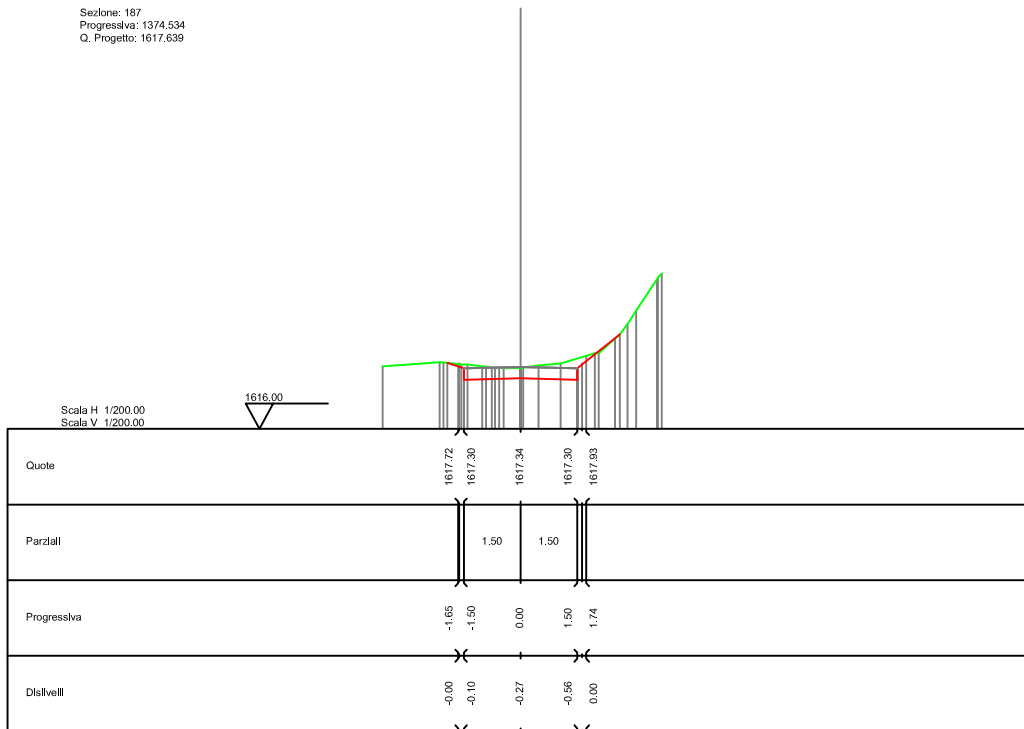 Sezione: 187
Progressiva: 1374.534
Q. Progetto: 1617.639
1616.00
Scala H 1/200.00
Scala V 1/200.00
Quote
1617.72 1617.30 1617.34 1617.30 1617.93
Parziali
1.50 1.50
Progressiva
-1.65 -1.50 0.00 1.50 1.74
Dislivelli
-0.00 -0.10 -0.27 -0.56 0.00